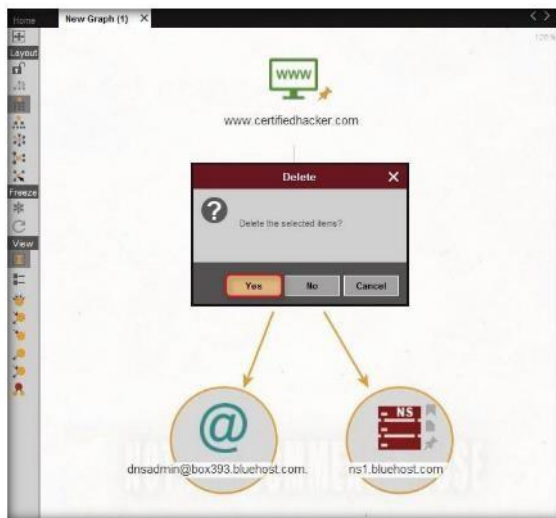 Home
New Graph (1) X
Layout
Freeze
View
120%
WWW
www.certifiedhacker.com
Delete
Delete the selected items?
Yes
No
Cancel
@
NS
dnsadmin@box393.bluehost.com.
ns1.bluehost.com